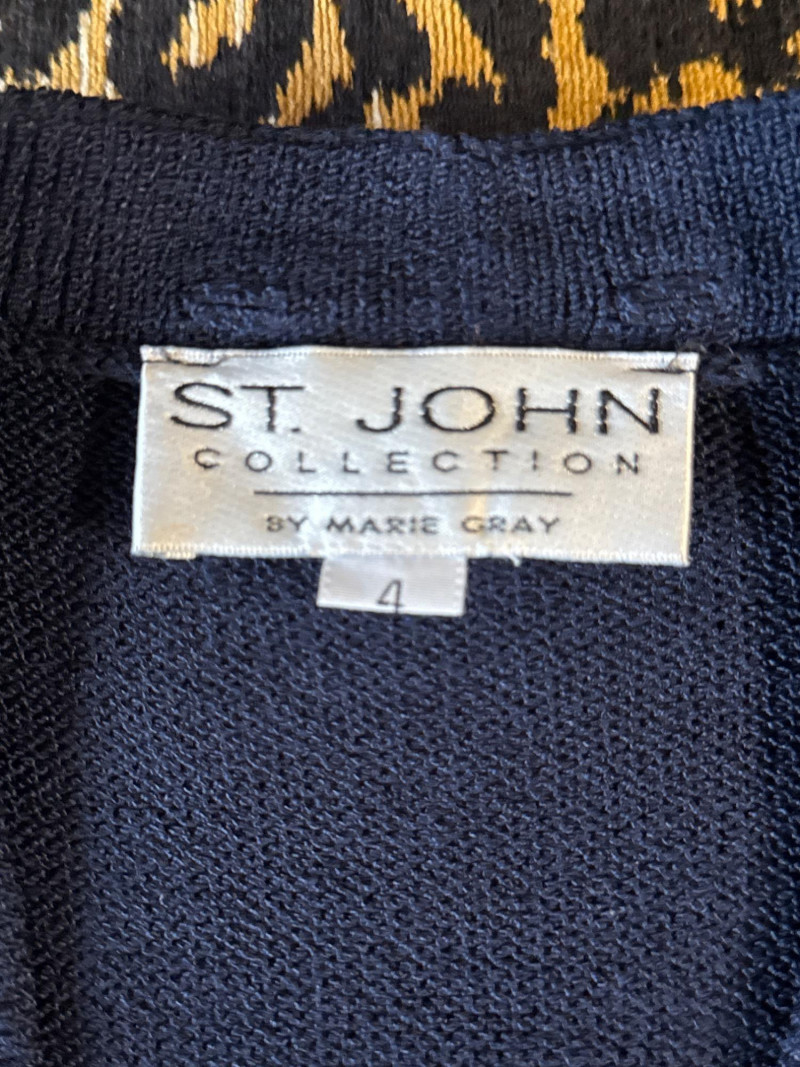 ST. JOHN
COLLECTION
BY MARIE GRAY
4